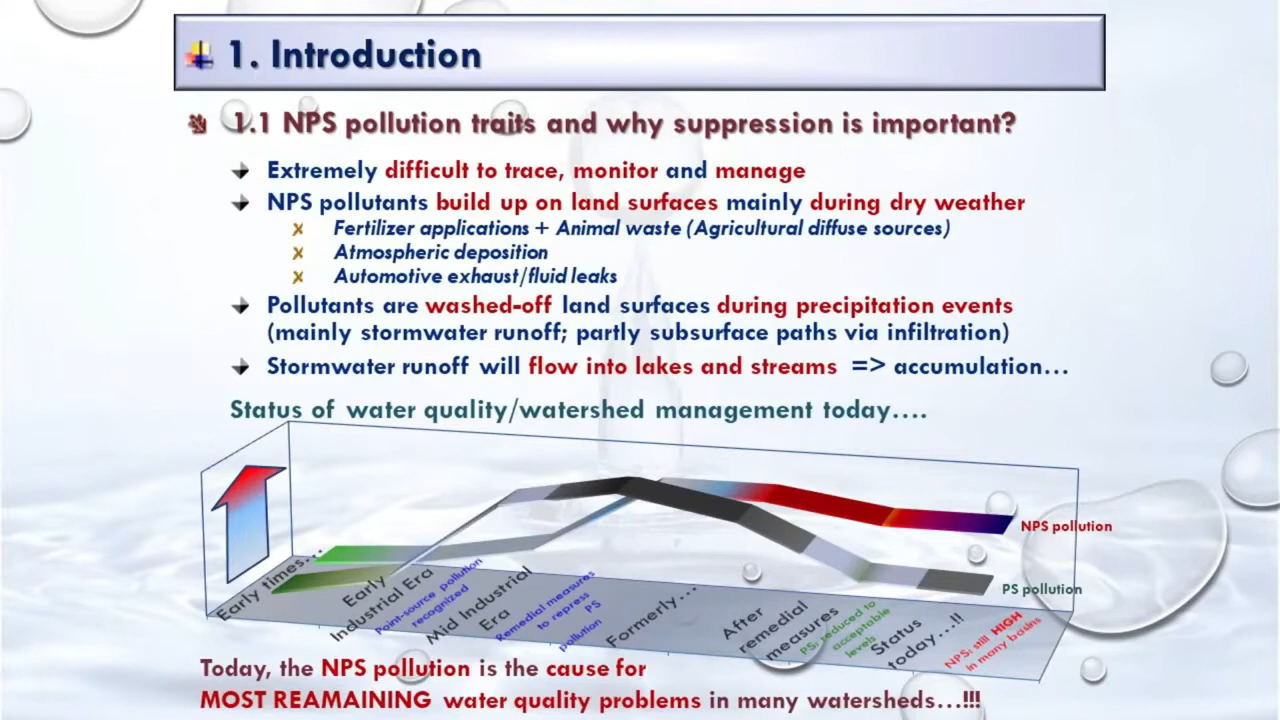 1. Introduction
1.1 NPS pollution traits and why suppression is important?
Extremely difficult to trace, monitor and manage
NPS pollutants build up on land surfaces mainly during dry weather
Fertilizer applications + Animal waste (Agricultural diffuse sources)
Atmospheric deposition
Automotive exhaust/fluid leaks
Pollutants are washed-off land surfaces during precipitation events
(mainly stormwater runoff; partly subsurface paths via infiltration)
Stormwater runoff will flow into lakes and streams => accumulation...
Status of water quality/watershed management today....
NPS pollution
PS pollution
Early times...
Early
Industrial Era
Point-source pollution
recognized
Mid Industrial
Era
Remedial measures
to repress PS
pollution
Formerly...
After
remedial
measures
PS: reduced to
acceptable
levels
Status
today...!!
NPS: still HIGH
in many basins
Today, the NPS pollution is the cause for
MOST REAMAINING water quality problems in many watersheds...!!!